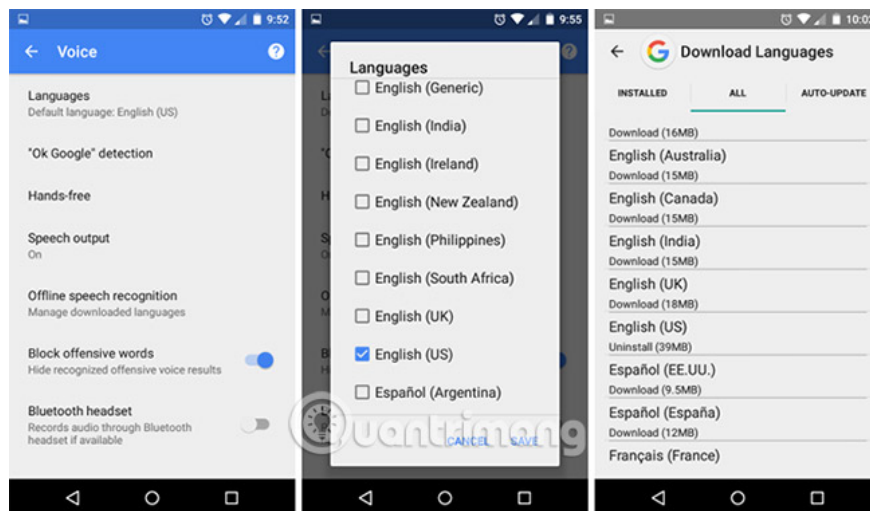 9:52
Voice
?
Languages
Default language: English (US)
"Ok Google" detection
Hands-free
Speech output
On
Offline speech recognition
Manage downloaded languages
Block offensive words
Hide recognized offensive voice results
Bluetooth headset
Records audio through Bluetooth
headset if available
9:55
Languages
English (Generic)
English (India)
English (Ireland)
English (New Zealand)
English (Philippines)
English (South Africa)
English (UK)
English (US)
Español (Argentina)
CANCEL SAVE
uantrimang
10:02
G Download Languages
INSTALLED ALL AUTO-UPDATE
Download (16MB)
English (Australia)
Download (15MB)
English (Canada)
Download (15MB)
English (India)
Download (15MB)
English (UK)
Download (18MB)
English (US)
Uninstall (39MB)
Español (EE.UU.)
Download (9.5MB)
Español (España)
Download (12MB)
Français (France)